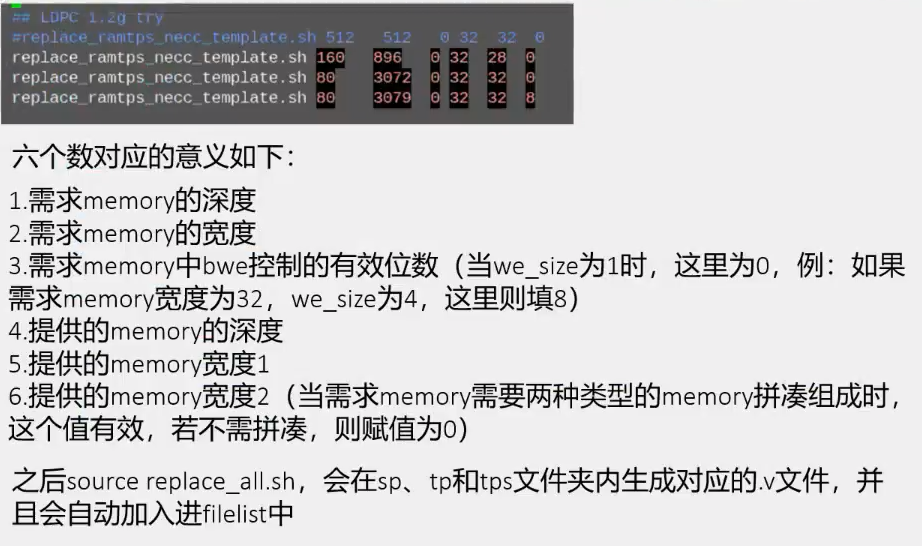 ## LDPC 1.2g try
#replace_ramtps_necc_template.sh 512 512 0 32 32 0
replace_ramtps_necc_template.sh 160 896 0 32 28 0
replace_ramtps_necc_template.sh 80 3072 0 32 32 0
replace_ramtps_necc_template.sh 80 3079 0 32 32 8
六个数对应的意义如下：
1.需求memory的深度
2.需求memory的宽度
3.需求memory中bwe控制的有效位数（当we_size为1时，这里为0，例：如果
需求memory宽度为32，we_size为4，这里则填8）
4.提供的memory的深度
5.提供的memory宽度1
6.提供的memory宽度2（当需求memory需要两种类型的memory拼凑组成时，
这个值有效，若不需拼凑，则赋值为0）
之后source replace_all.sh，会在sp、tp和tps文件夹内生成对应的.v文件，并
且会自动加入进filelist中